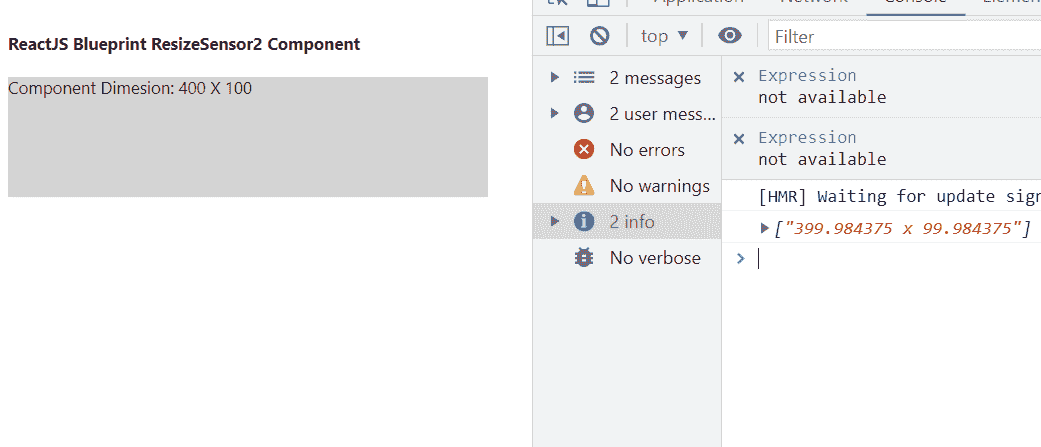 Application
Console
ReactJS Blueprint ResizeSensor2 Component
Component Dimesion: 400 X 100
top
Filter
2 messages
2 user mess...
No errors
No warnings
2 info
No verbose
Expression
not available
Expression
not available
[HMR] Waiting for update sign
["399.984375 x 99.984375"]